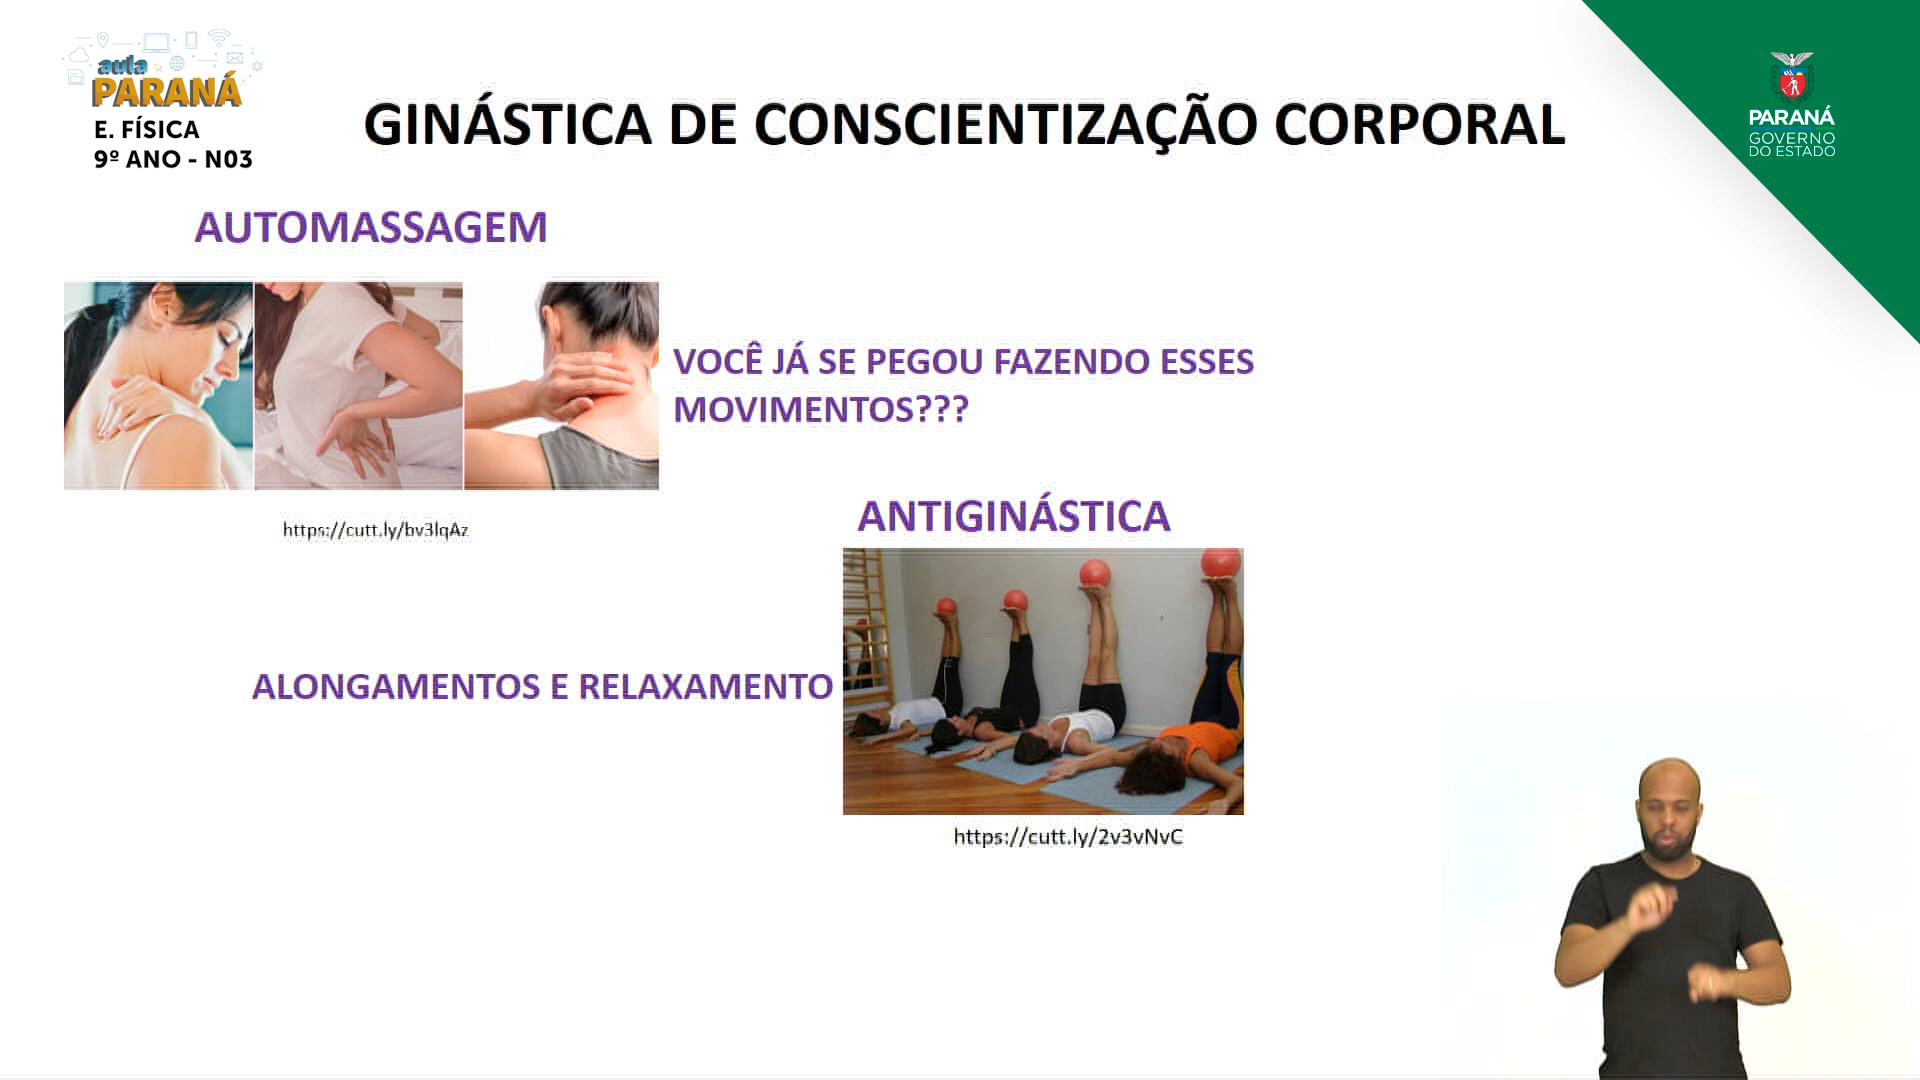 aula
PARANÁ
E. FÍSICA
9º ANO - N03
GINÁSTICA DE CONSCIENTIZAÇÃO CORPORAL
PARANÁ
GOVERNO
DO ESTADO
AUTOMASSAGEM
VOCÊ JÁ SE PEGOU FAZENDO ESSES
MOVIMENTOS???
https://cutt.ly/bv3lqAz
ANTIGINÁSTICA
ALONGAMENTOS E RELAXAMENTO
https://cutt.ly/2v3vNvC